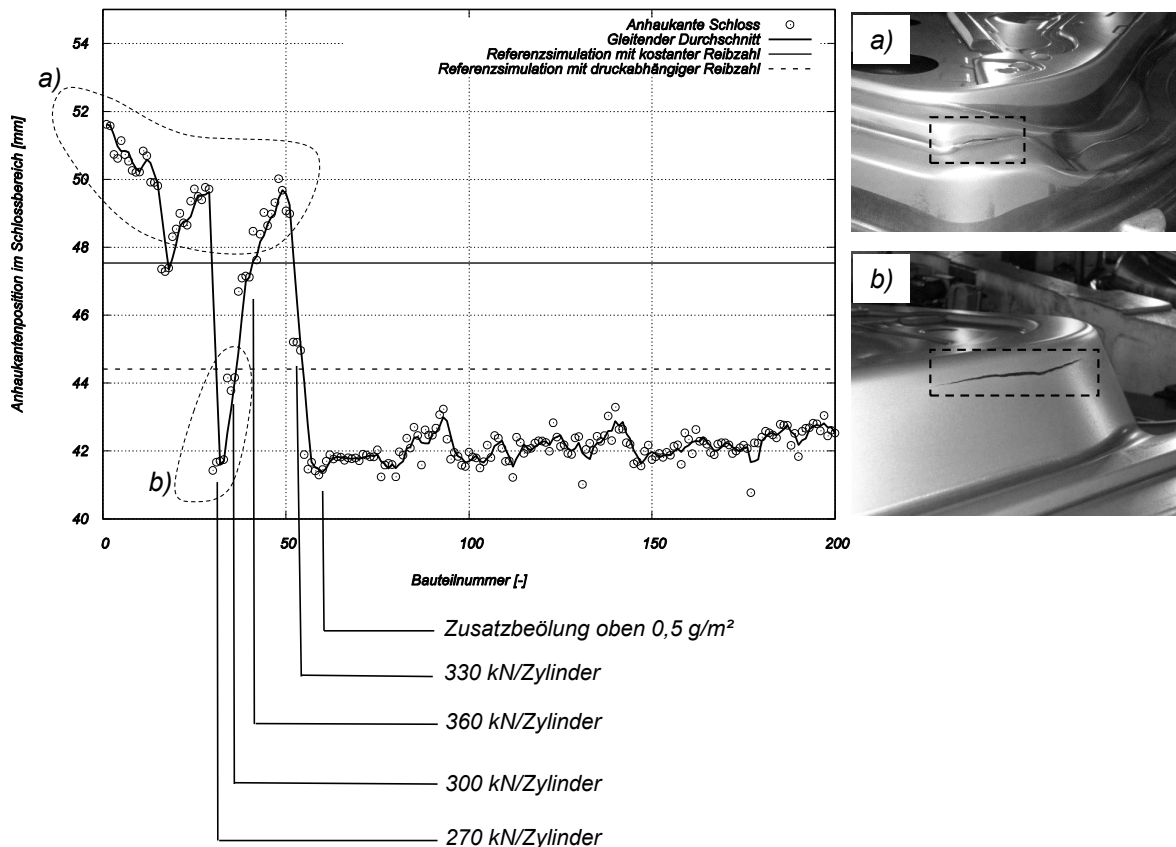 Anhaukante Schloss
Gleitender Durchschnitt
Referenzsimulation mit kostanter Reibzahl
Referenzsimulation mit druckabhängiger Reibzahl
Anhaukantenposition im Schlossbereich [mm]
54
52
50
48
46
44
42
40
0
50
100
150
200
Bauteilnummer [-]
a)
b)
Zusatzbeölung oben 0,5 g/m²
330 kN/Zylinder
360 kN/Zylinder
300 kN/Zylinder
270 kN/Zylinder
a)
b)